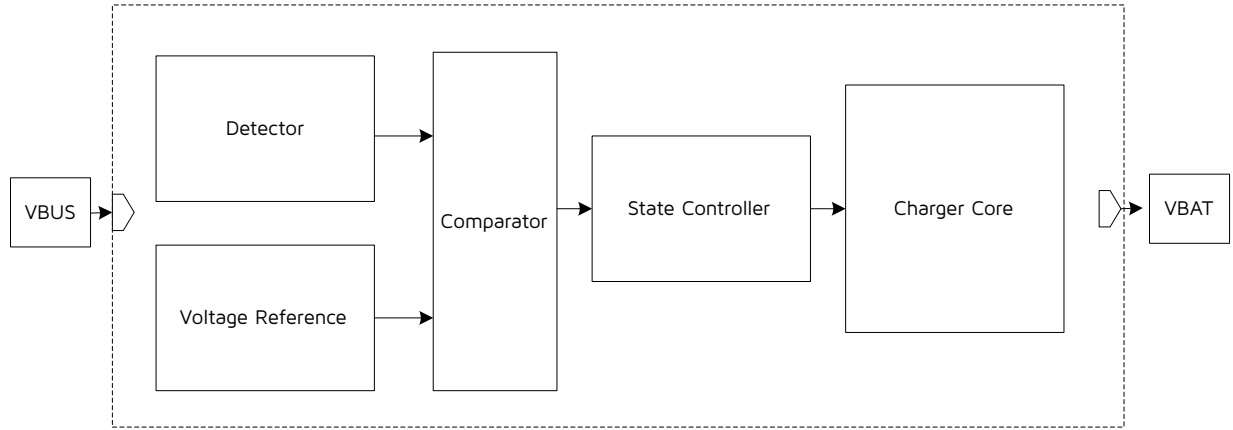 Detector
VBUS
Comparator
State Controller
Charger Core
VBAT
Voltage Reference